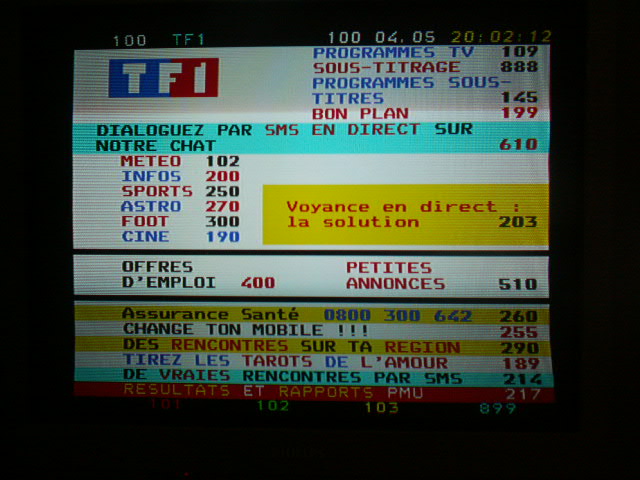 100 TF1 100 04.05 20:02:12
TF1
PROGRAMMES TV 109
SOUS-TITRAGE 888
PROGRAMMES SOUS-
TITRES 145
BON PLAN 199
DIALOGUEZ PAR SMS EN DIRECT SUR
NOTRE CHAT 610
METEO 102
INFOS 200
SPORTS 250
ASTRO 270
FOOT 300
CINE 190
Voyance en direct :
la solution 203
OFFRES
D'EMPLOI 400
PETITES
ANNONCES 510
Assurance Santé 0800 300 642 260
CHANGE TON MOBILE !!! 255
DES RENCONTRES SUR TA REGION 290
TIREZ LES TAROTS DE L'AMOUR 189
DE VRAIES RENCONTRES PAR SMS 214
RESULTATS ET RAPPORTS PMU 217
101 102 103 899